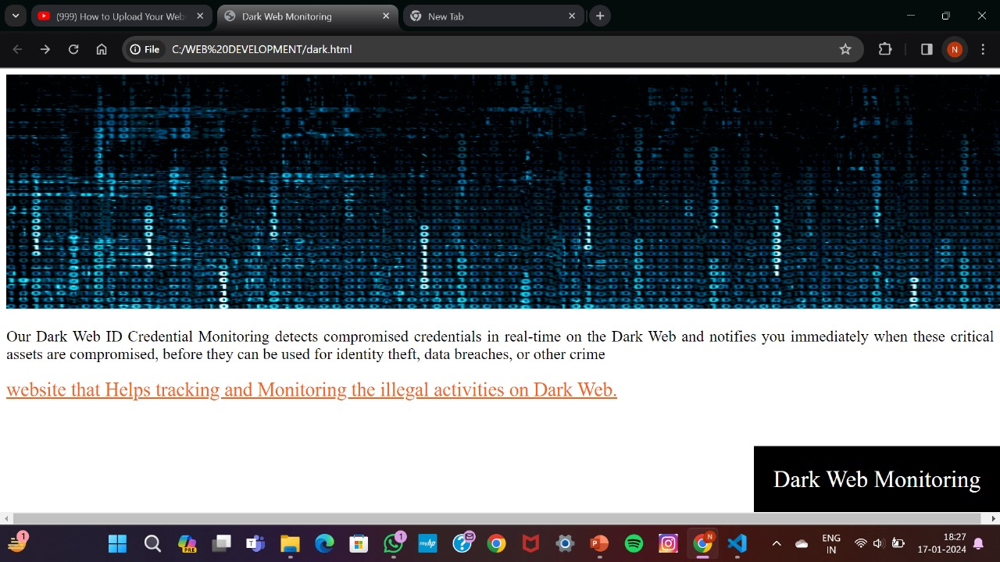 (999) How to Upload Your Web
Dark Web Monitoring
New Tab
File
C:/WEB%20DEVELOPMENT/dark.html
N
Our Dark Web ID Credential Monitoring detects compromised credentials in real-time on the Dark Web and notifies you immediately when these critical
assets are compromised, before they can be used for identity theft, data breaches, or other crime
website that Helps tracking and Monitoring the illegal activities on Dark Web.
Dark Web Monitoring
1
PRE
1
myhp
N
ENG
IN
18:27
17-01-2024